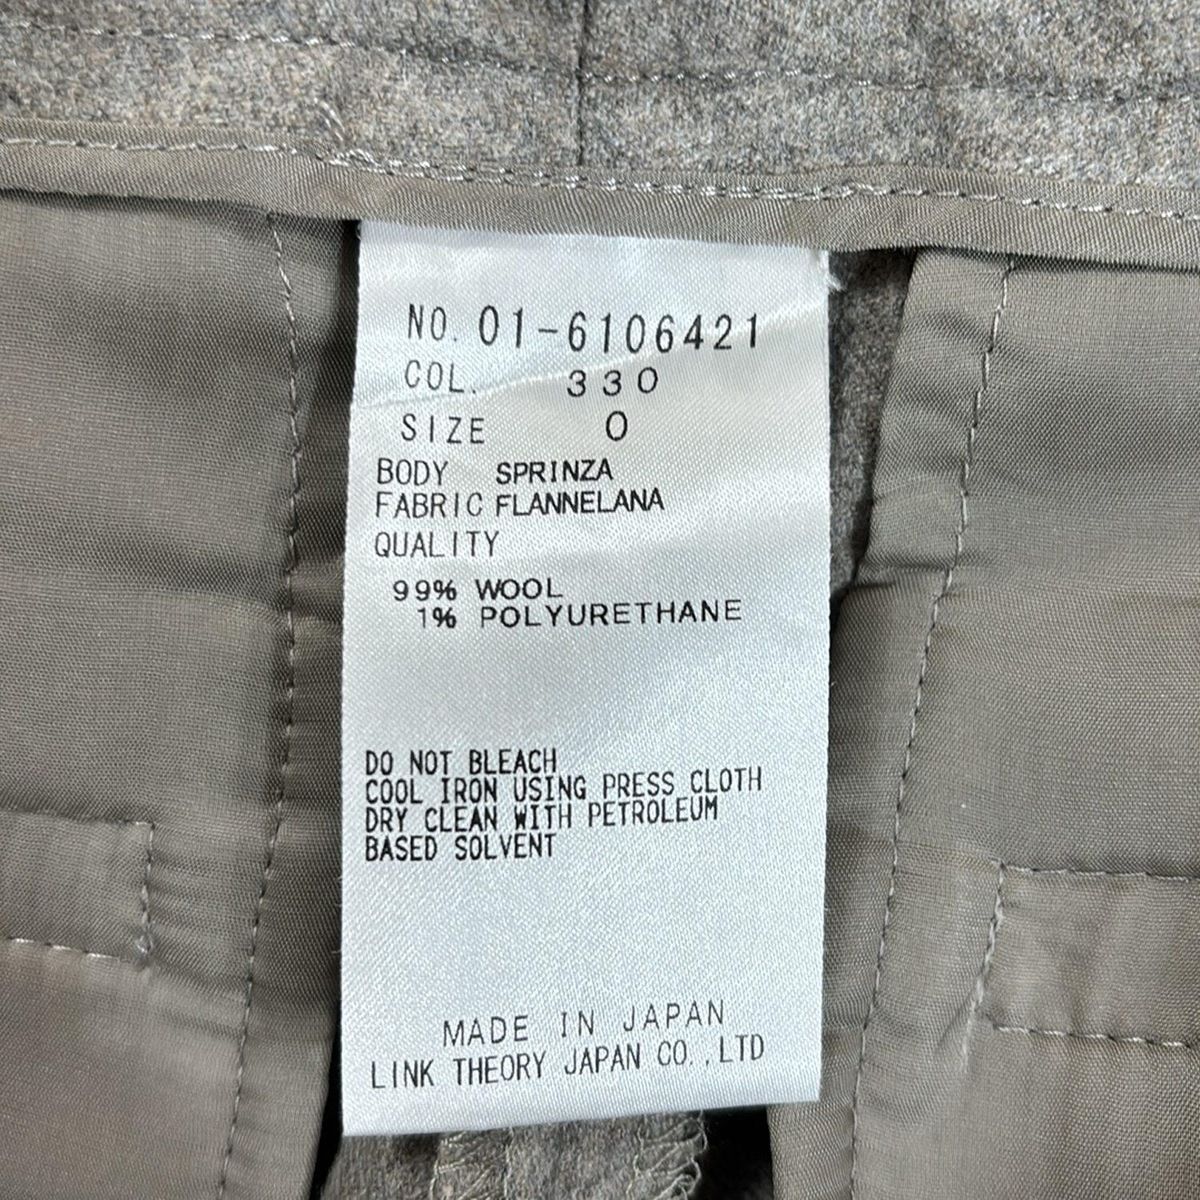 NO. 01-6106421
COL. 330
SIZE 0
BODY SPRINZA
FABRIC FLANNELANA
QUALITY
99% WOOL
1% POLYURETHANE
DO NOT BLEACH
COOL IRON USING PRESS CLOTH
DRY CLEAN WITH PETROLEUM
BASED SOLVENT
MADE IN JAPAN
LINK THEORY JAPAN CO.,LTD